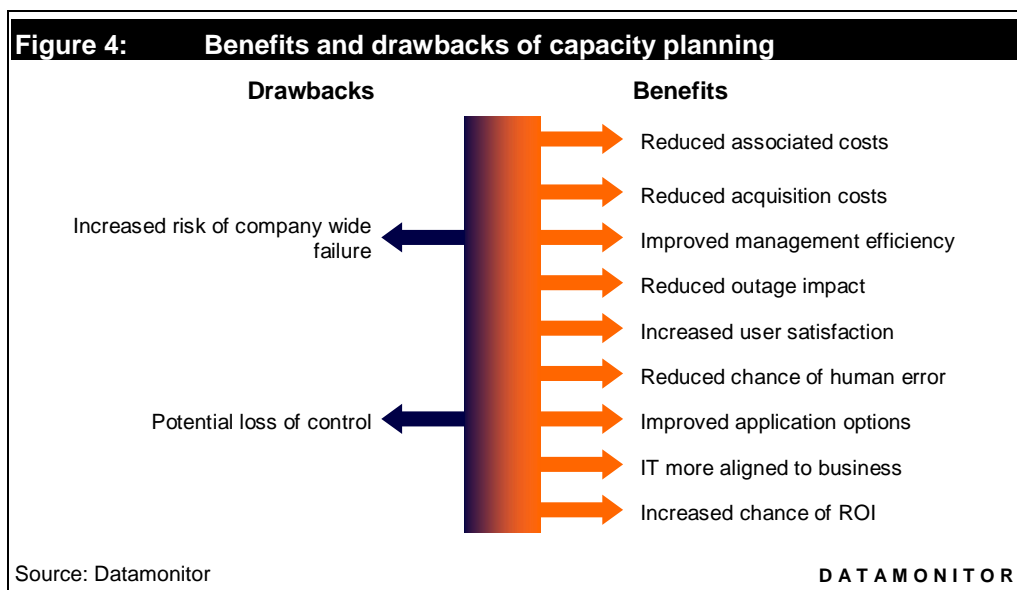 Figure 4: Benefits and drawbacks of capacity planning
Drawbacks
Benefits
Increased risk of company wide
failure
Potential loss of control
Reduced associated costs
Reduced acquisition costs
Improved management efficiency
Reduced outage impact
Increased user satisfaction
Reduced chance of human error
Improved application options
IT more aligned to business
Increased chance of ROI
Source: Datamonitor
DATAMONITOR